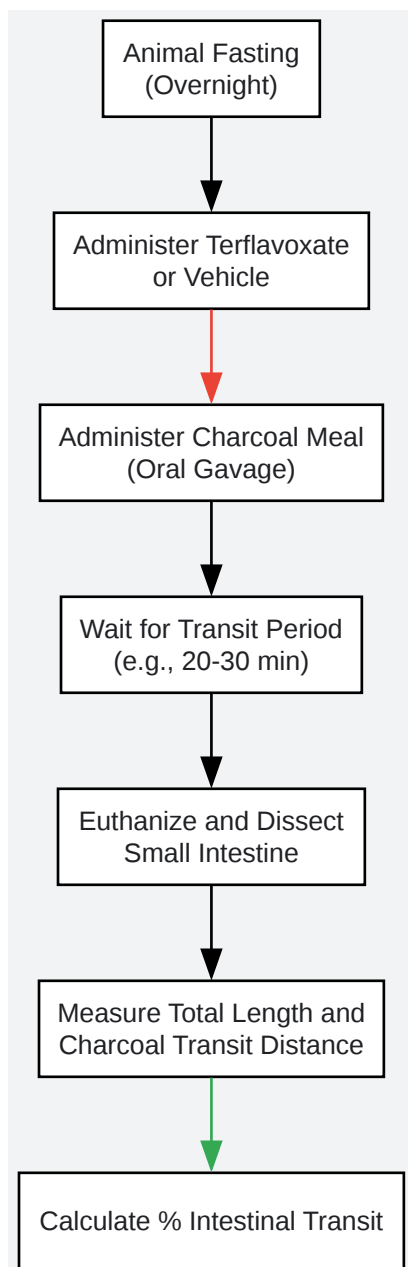 Animal Fasting
(Overnight)
Administer Terflavoxate
or Vehicle
Administer Charcoal Meal
(Oral Gavage)
Wait for Transit Period
(e.g., 20-30 min)
Euthanize and Dissect
Small Intestine
Measure Total Length and
Charcoal Transit Distance
Calculate % Intestinal Transit